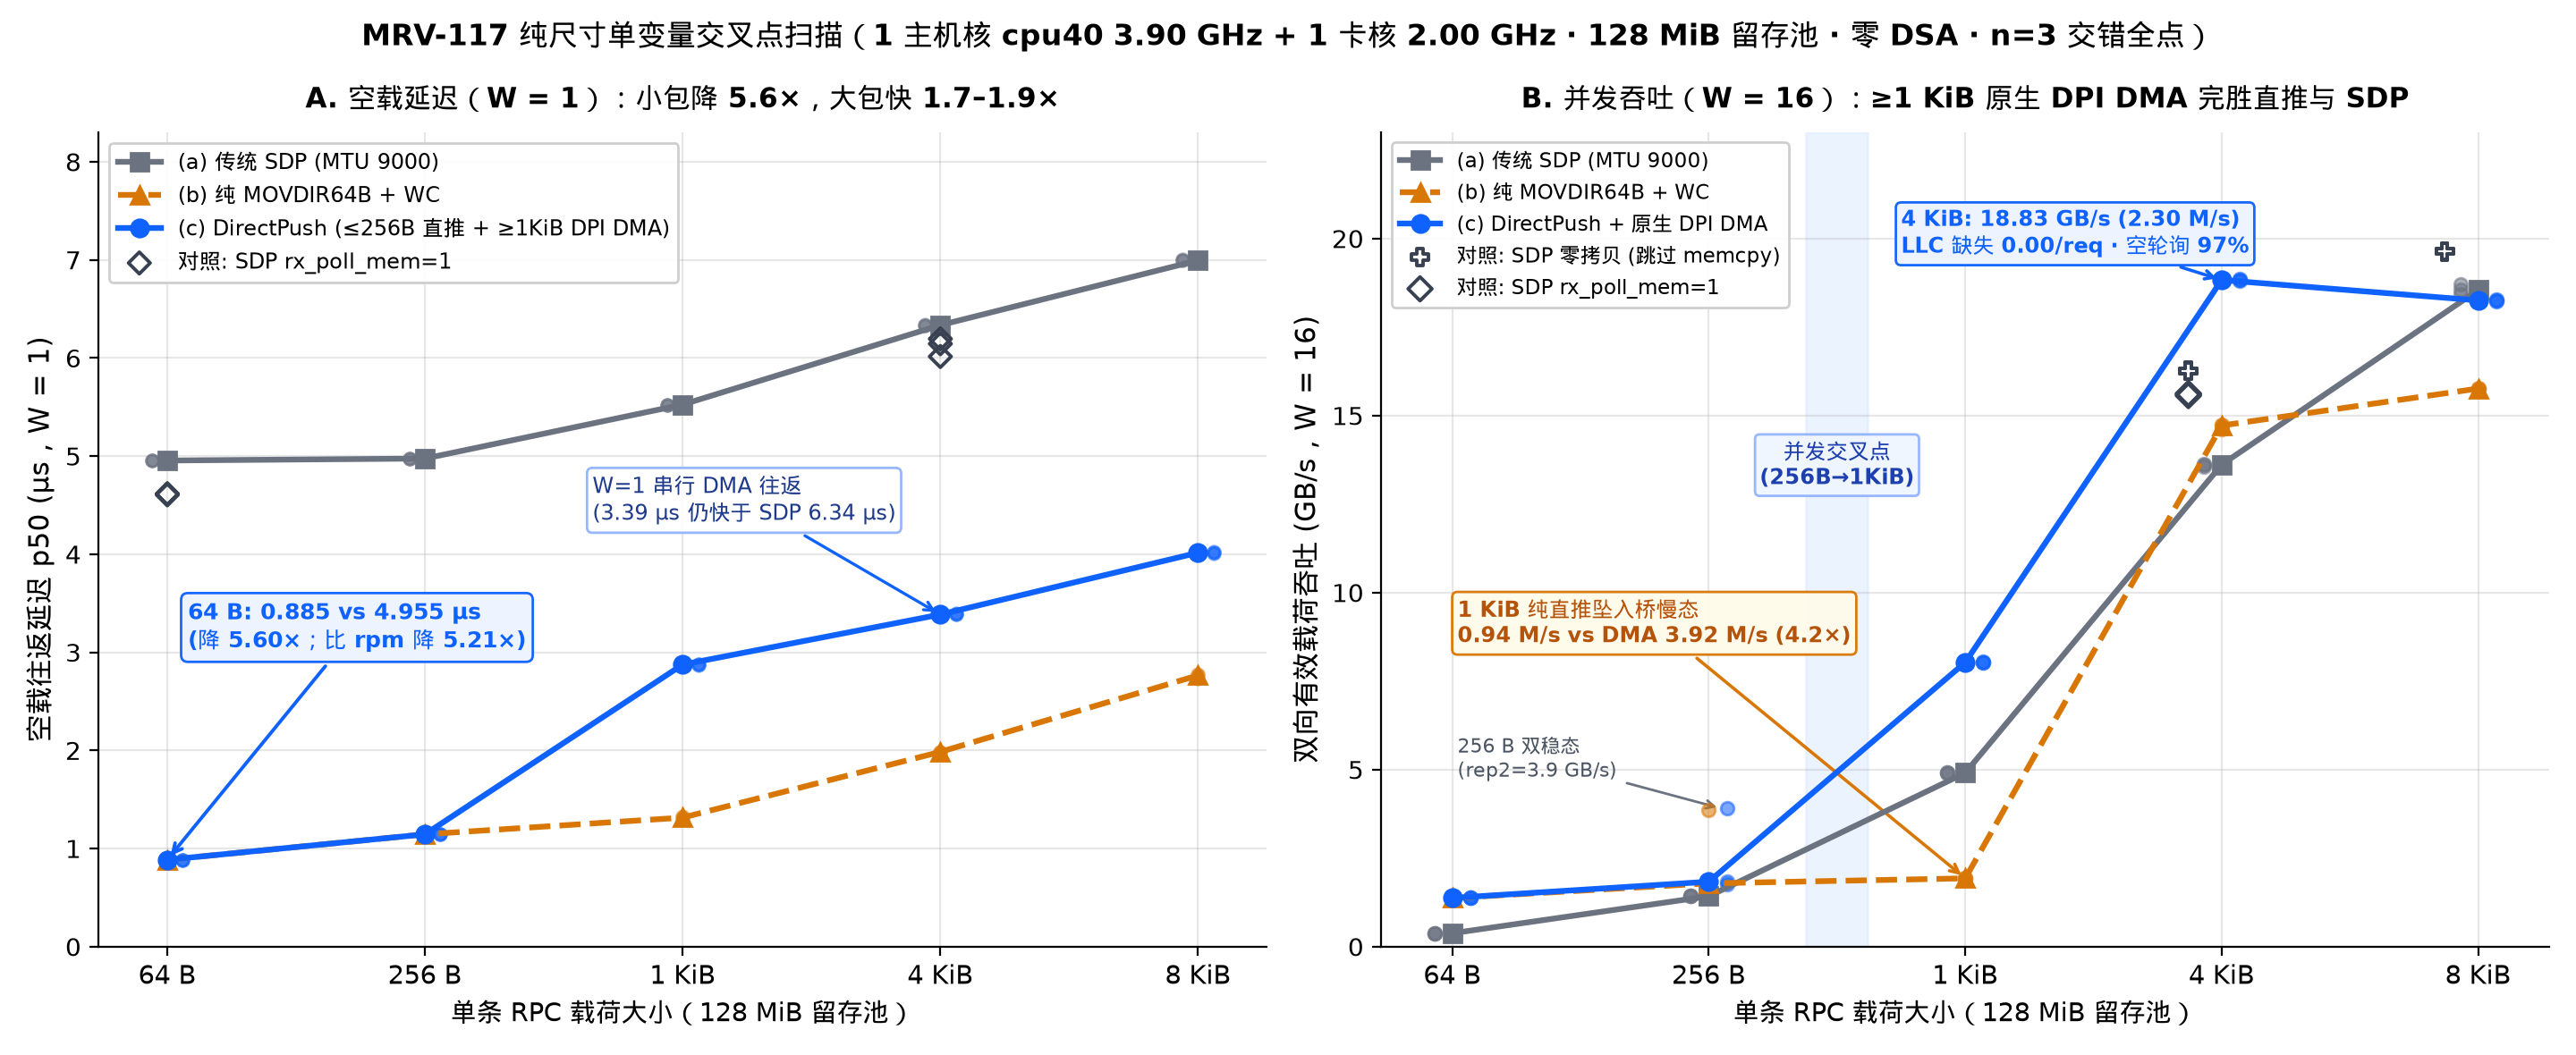 MRV-117 纯尺寸单变量交叉点扫描（1 主机核 cpu40 3.90 GHz + 1 卡核 2.00 GHz · 128 MiB 留存池 · 零 DSA · n=3 交错全点）
A. 空载延迟（W = 1）：小包降 5.6×，大包快 1.7–1.9×
空载往返延迟 p50 (µs，W = 1)
8
7
6
5
4
3
2
1
0
(a) 传统 SDP (MTU 9000)
(b) 纯 MOVDIR64B + WC
(c) DirectPush (≤256B 直推 + ≥1KiB DPI DMA)
对照: SDP rx_poll_mem=1
W=1 串行 DMA 往返
(3.39 µs 仍快于 SDP 6.34 µs)
64 B: 0.885 vs 4.955 µs
(降 5.60×；比 rpm 降 5.21×)
64 B
256 B
1 KiB
4 KiB
8 KiB
单条 RPC 载荷大小（128 MiB 留存池）
B. 并发吞吐（W = 16）：≥1 KiB 原生 DPI DMA 完胜直推与 SDP
双向有效载荷吞吐 (GB/s，W = 16)
20
15
10
5
0
(a) 传统 SDP (MTU 9000)
(b) 纯 MOVDIR64B + WC
(c) DirectPush + 原生 DPI DMA
对照: SDP 零拷贝 (跳过 memcpy)
对照: SDP rx_poll_mem=1
4 KiB: 18.83 GB/s (2.30 M/s)
LLC 缺失 0.00/req · 空轮询 97%
并发交叉点
(256B→1KiB)
1 KiB 纯直推坠入桥慢态
0.94 M/s vs DMA 3.92 M/s (4.2×)
256 B 双稳态
(rep2=3.9 GB/s)
64 B
256 B
1 KiB
4 KiB
8 KiB
单条 RPC 载荷大小（128 MiB 留存池）